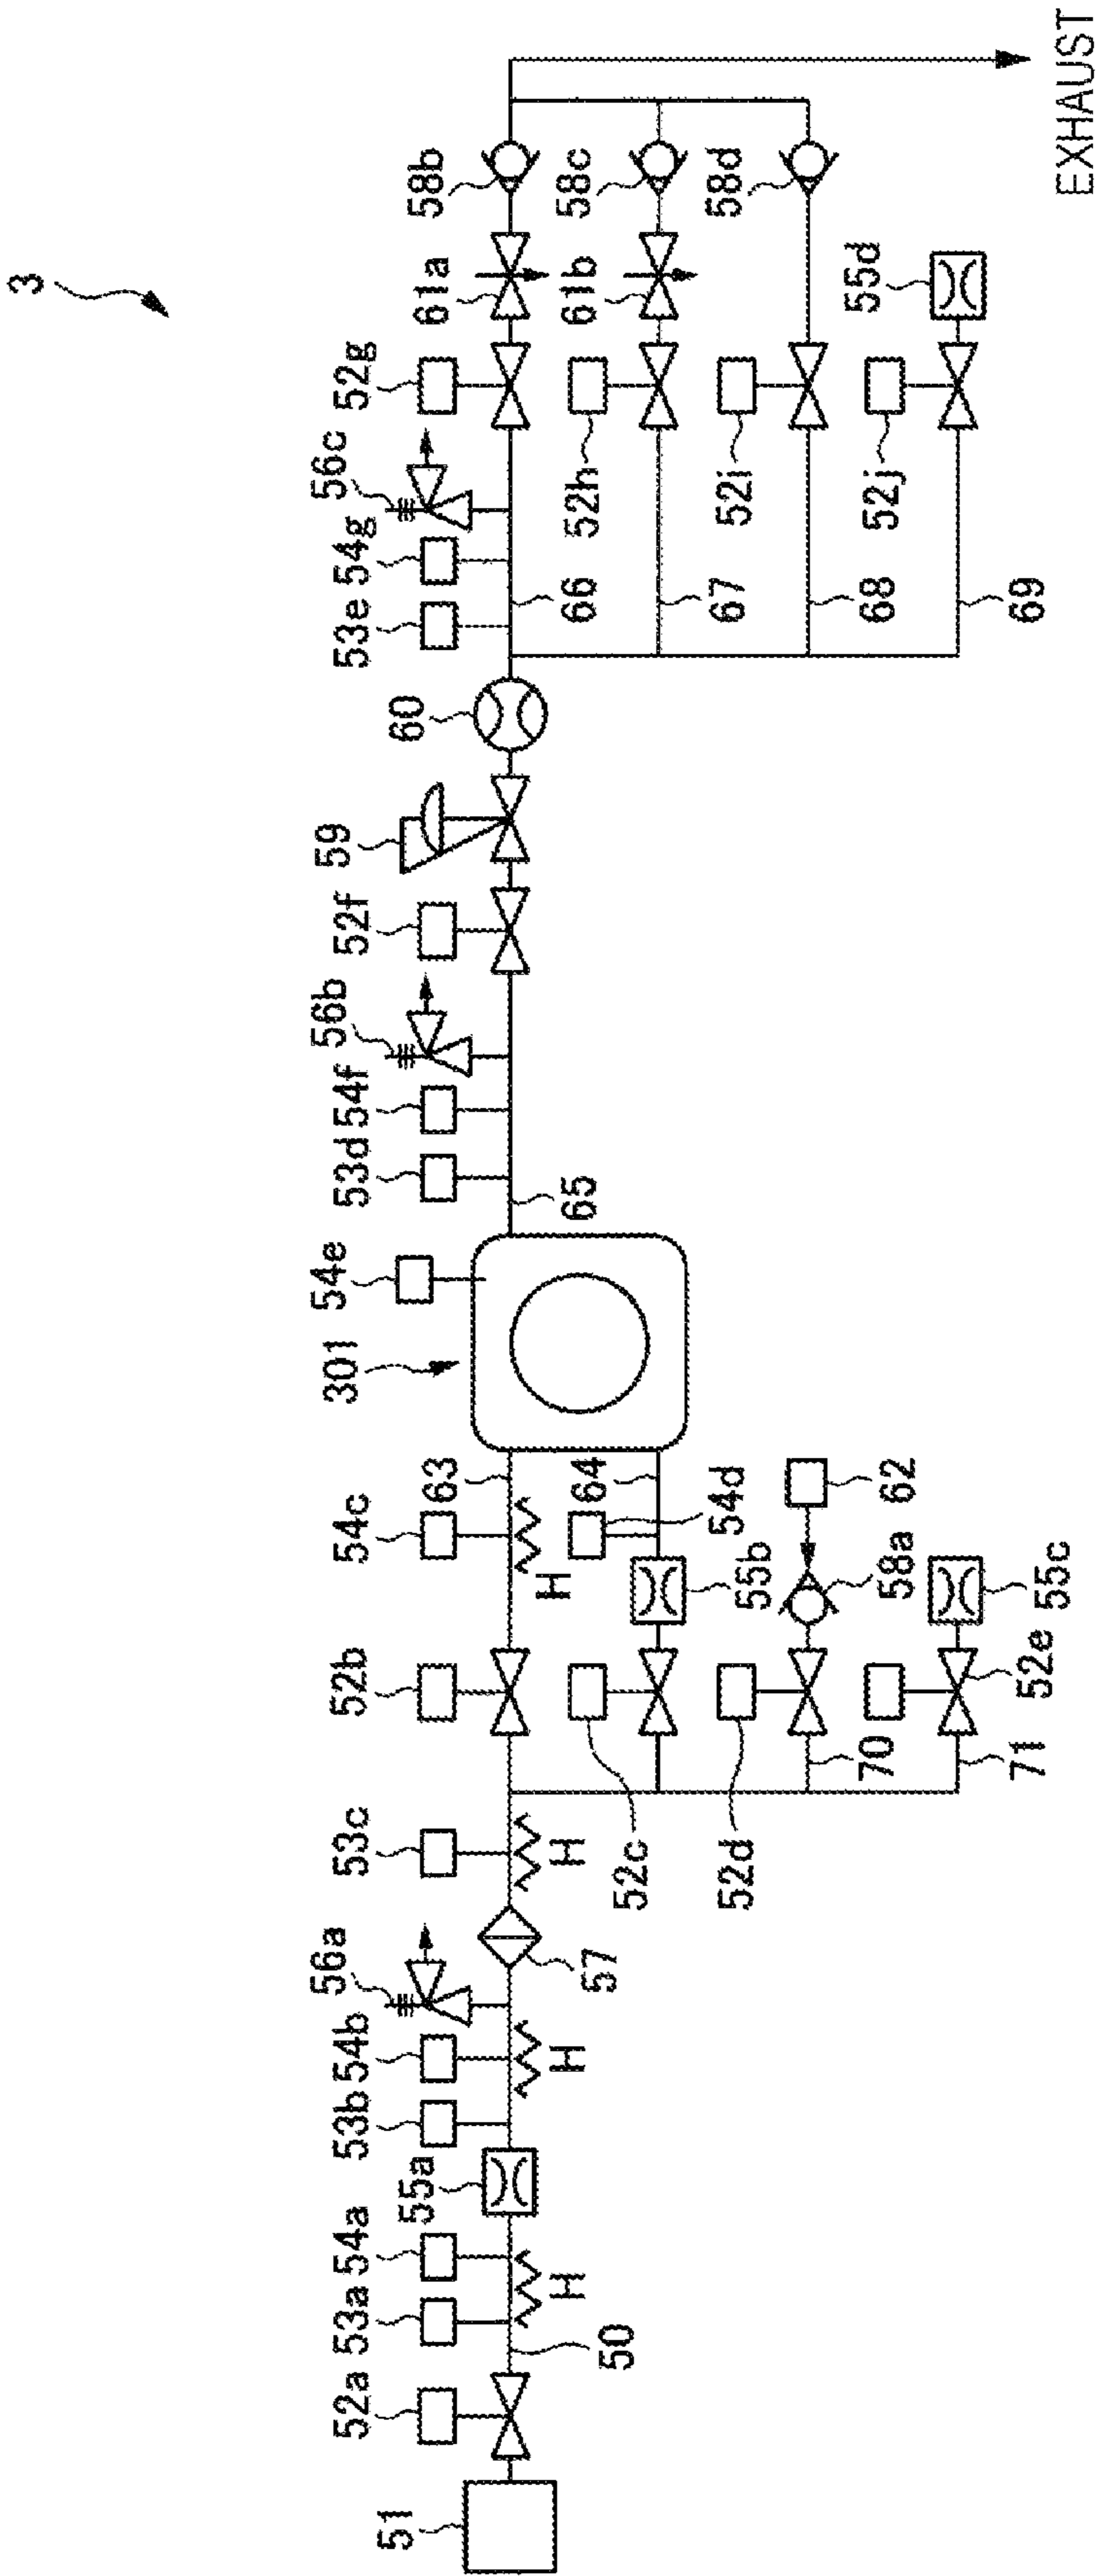 3
52g
56c
54g
53e
60
59
52f
56b
54f
53d
54e
301
54c
63
52b
53c
56a
54b
53b
55a
54a
53a
52a
51
58b
61a
58c
61b
58d
55d
52h
52i
52j
66
67
68
69
65
64
54d
55b
62
58a
55c
H
52c
52d
52e
70
71
H
57
H
H
50
EXHAUST